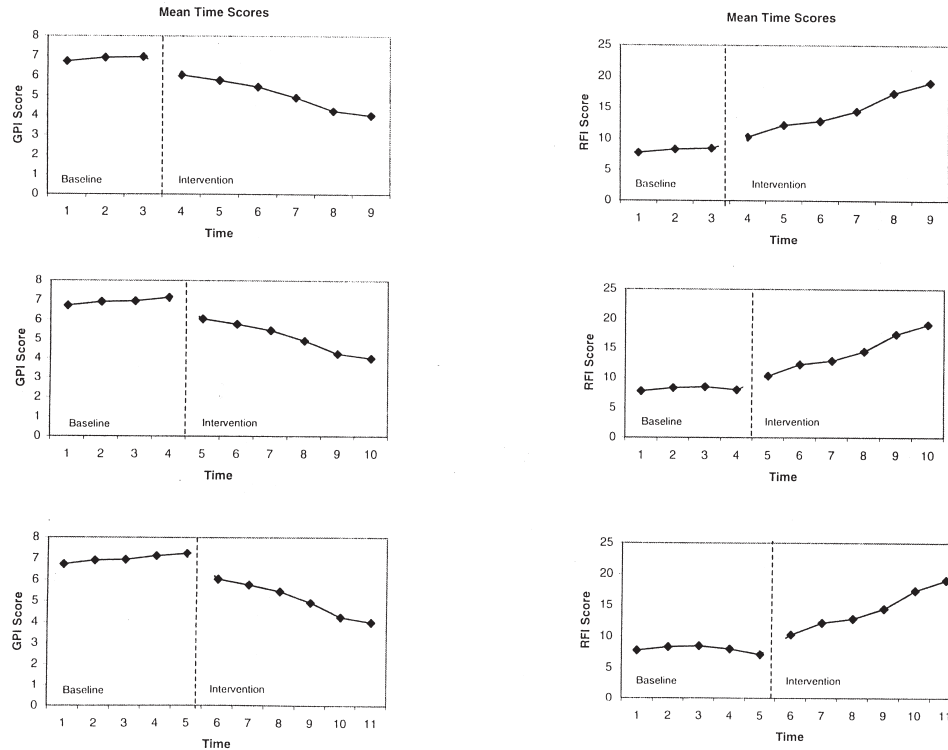 Mean Time Scores
GPI Score
8
7
6
5
4
3
2
1
0
Baseline
Intervention
1 2 3 4 5 6 7 8 9
Time
Mean Time Scores
RFI Score
25
20
15
10
5
0
Baseline
Intervention
1 2 3 4 5 6 7 8 9
Time
GPI Score
8
7
6
5
4
3
2
1
0
Baseline
Intervention
1 2 3 4 5 6 7 8 9 10
Time
RFI Score
25
20
15
10
5
0
Baseline
Intervention
1 2 3 4 5 6 7 8 9 10
Time
GPI Score
8
7
6
5
4
3
2
1
0
Baseline
Intervention
1 2 3 4 5 6 7 8 9 10 11
Time
RFI Score
25
20
15
10
5
0
Baseline
Intervention
1 2 3 4 5 6 7 8 9 10 11
Time